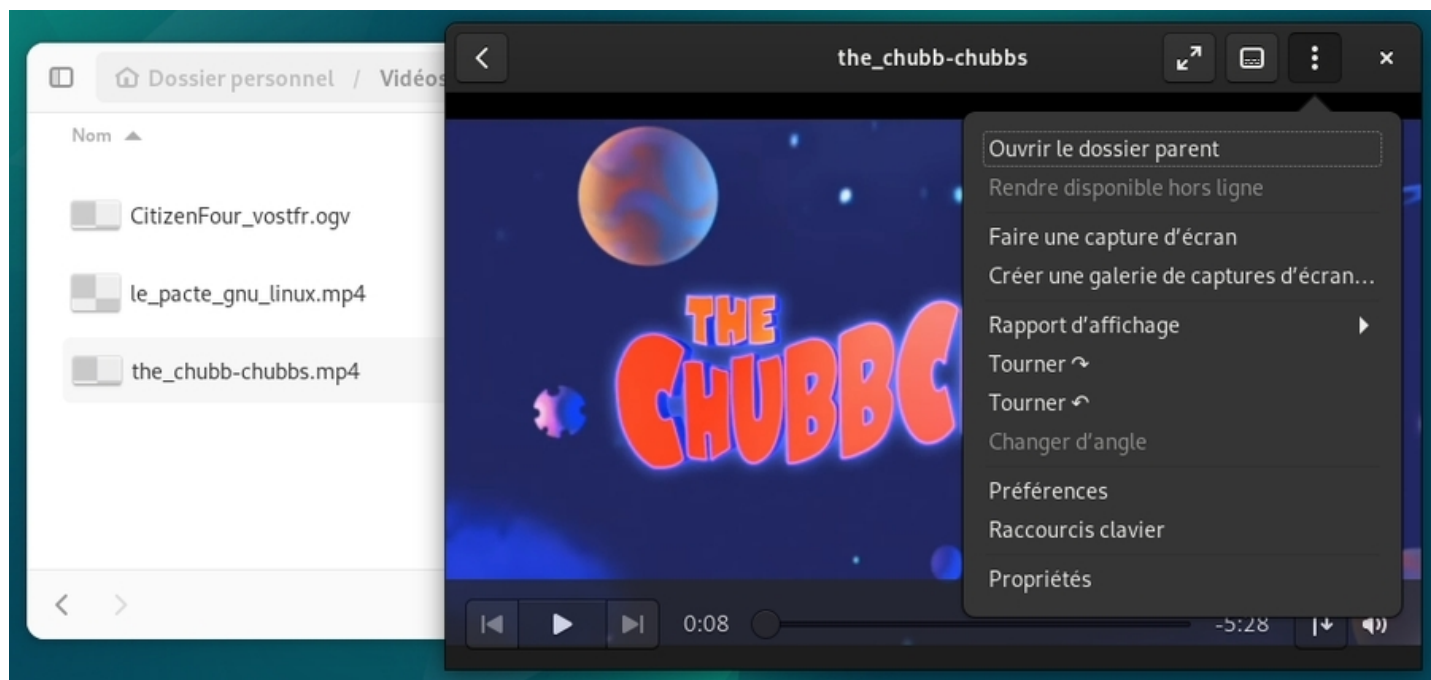 Dossier personnel / Vidéos
Nom
CitizenFour_vostfr.ogv
le_pacte_gnu_linux.mp4
the_chubb-chubbs.mp4
the_chubb-chubbs
THE
CHUBBC
Ouvrir le dossier parent
Rendre disponible hors ligne
Faire une capture d’écran
Créer une galerie de captures d’écran…
Rapport d’affichage
Tourner ↷
Tourner ↶
Changer d’angle
Préférences
Raccourcis clavier
Propriétés
0:08
-5:28